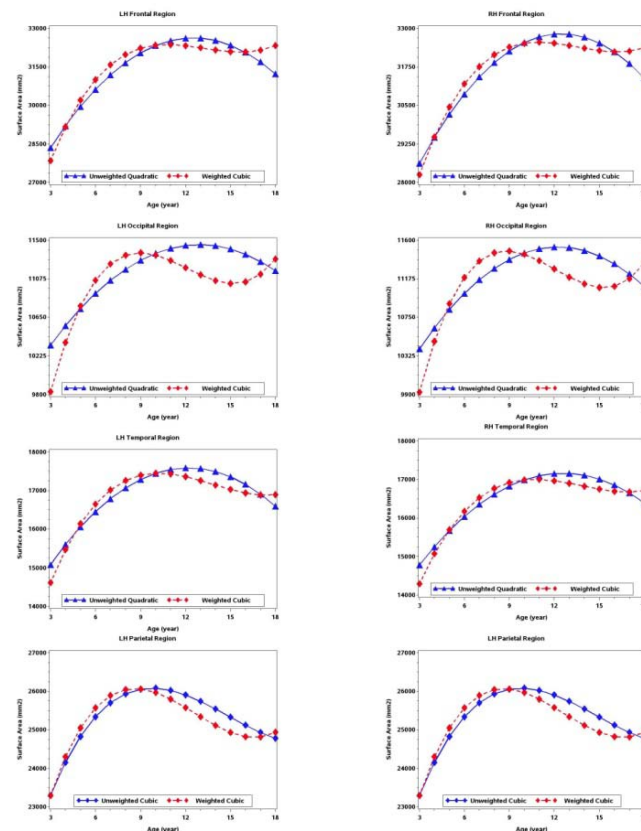 LH Frontal Region
33000
31750
30500
28500
27000
Surface Area (mm2)
3 6 9 12 15 18
Unweighted Quadratic Weighted Cubic
Age (year)
RH Frontal Region
33000
31750
30500
29250
28000
Surface Area (mm2)
3 6 9 12 15
Unweighted Quadratic Weighted Cubic
Age (year)
LH Occipital Region
11500
11675
10650
10225
9800
Surface Area (mm2)
3 6 9 12 15 18
Unweighted Quadratic Weighted Cubic
Age (year)
RH Occipital Region
11600
11175
10750
10325
9900
Surface Area (mm2)
3 6 9 12 15
Unweighted Quadratic Weighted Cubic
Age (year)
LH Temporal Region
18000
17000
16000
15000
14000
Surface Area (mm2)
3 6 9 12 15 18
Unweighted Quadratic Weighted Cubic
Age (year)
RH Temporal Region
18000
17000
16000
15000
14000
Surface Area (mm2)
3 6 9 12 15
Unweighted Quadratic Weighted Cubic
Age (year)
LH Parietal Region
27000
26000
25000
24000
23000
Surface Area (mm2)
3 6 9 12 15 18
Unweighted Cubic Weighted Cubic
Age (year)
LH Parietal Region
27000
26000
25000
24000
23000
Surface Area (mm2)
3 6 9 12 15
Unweighted Cubic Weighted Cubic
Age (year)